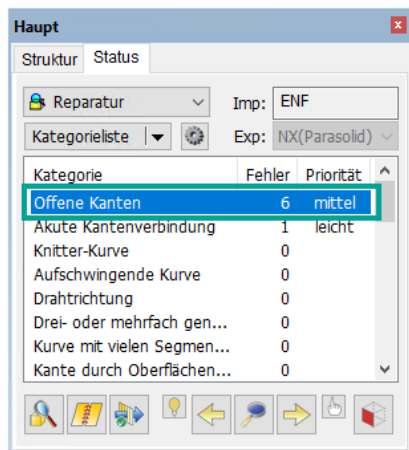 Haupt
Struktur Status
Reparatur Imp: ENF
Kategorieliste Exp: NX(Parasolid)
Kategorie Fehler Priorität
Offene Kanten 6 mittel
Akute Kantenverbindung 1 leicht
Knitter-Kurve 0
Aufschwingende Kurve 0
Drahtrichtung 0
Drei- oder mehrfach gen... 0
Kurve mit vielen Segmen... 0
Kante durch Oberflächen... 0